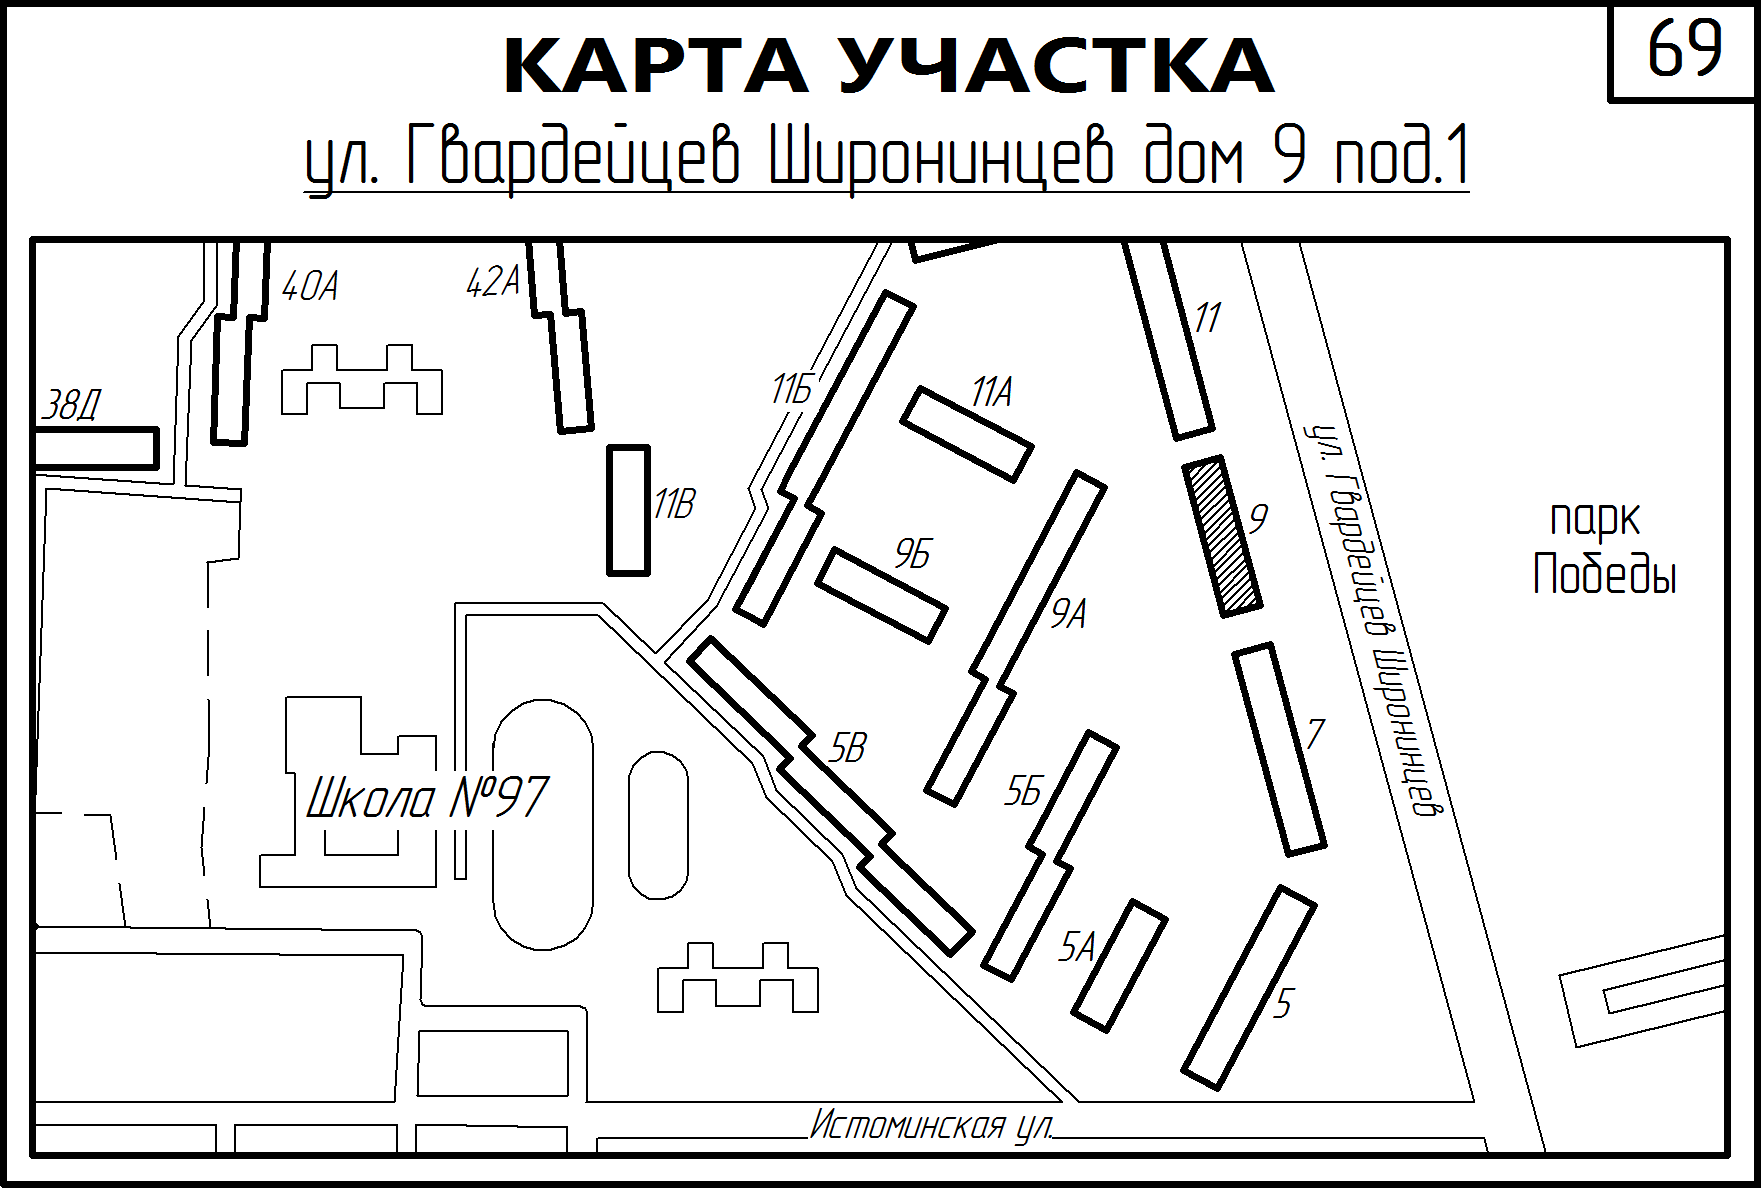 69
КАРТА УЧАСТКА
ул. Гвардейцев Широнинцев дом 9 под.1
40А
42А
11
38Д
11Б
11А
11В
9
парк
Победы
9Б
9А
ул. Гвардейцев Широнинцев
7
5В
5Б
Школа №97
5А
5
Истоминская ул.